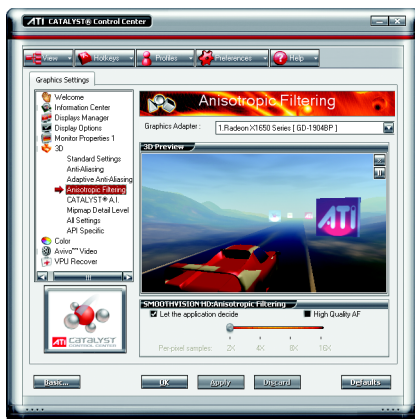 ATI CATALYST® Control Center
View
Hotkeys
Profiles
Preferences
Help
Graphics Settings
Welcome
Information Center
Displays Manager
Display Options
Monitor Properties 1
3D
Standard Settings
Anti-Aliasing
Adaptive Anti-Aliasing
Anisotropic Filtering
CATALYST® A.I.
Mipmap Detail Level
All Settings
API Specific
Color
Avivo™ Video
VPU Recover
ATI CATALYST
CONTROL CENTER
Anisotropic Filtering
Graphics Adapter :
1.Radeon X1650 Series [ GD-1904BP ]
3D Preview
ATI
SMOOTHVISION HD:Anisotropic Filtering
Let the application decide
High Quality AF
Per-pixel samples: 2X 4X 8X 16X
Basic...
OK
Apply
Discard
Defaults